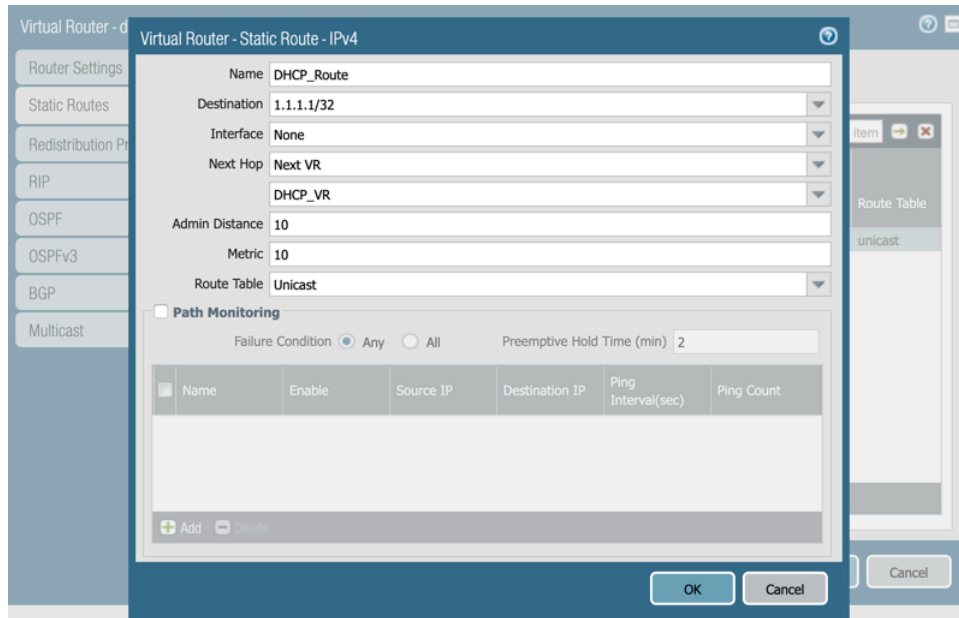 Virtual Router - d
Virtual Router - Static Route - IPv4
Router Settings
Static Routes
Redistribution Pr
RIP
OSPF
OSPFv3
BGP
Multicast
Name DHCP_Route
Destination 1.1.1.1/32
Interface None
Next Hop Next VR
DHCP_VR
Admin Distance 10
Metric 10
Route Table Unicast
Path Monitoring
Failure Condition Any All Preemptive Hold Time (min) 2
Name Enable Source IP Destination IP Ping Interval(sec) Ping Count
Add Delete
OK Cancel
item
Route Table
unicast
Cancel